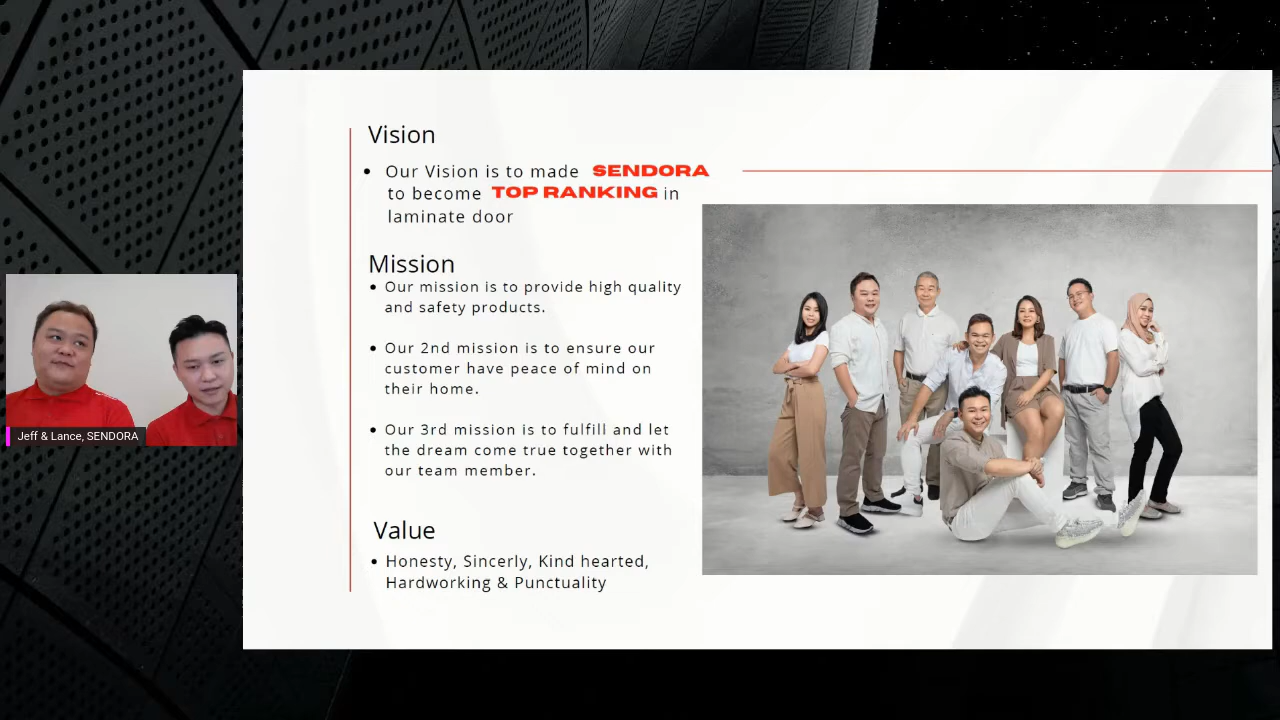 Vision
Our Vision is to made SENDORA
to become TOP RANKING in
laminate door
Mission
Our mission is to provide high quality
and safety products.
Our 2nd mission is to ensure our
customer have peace of mind on
their home.
Our 3rd mission is to fulfill and let
the dream come true together with
our team member.
Value
Honesty, Sincerly, Kind hearted,
Hardworking & Punctuality
Jeff & Lance, SENDORA